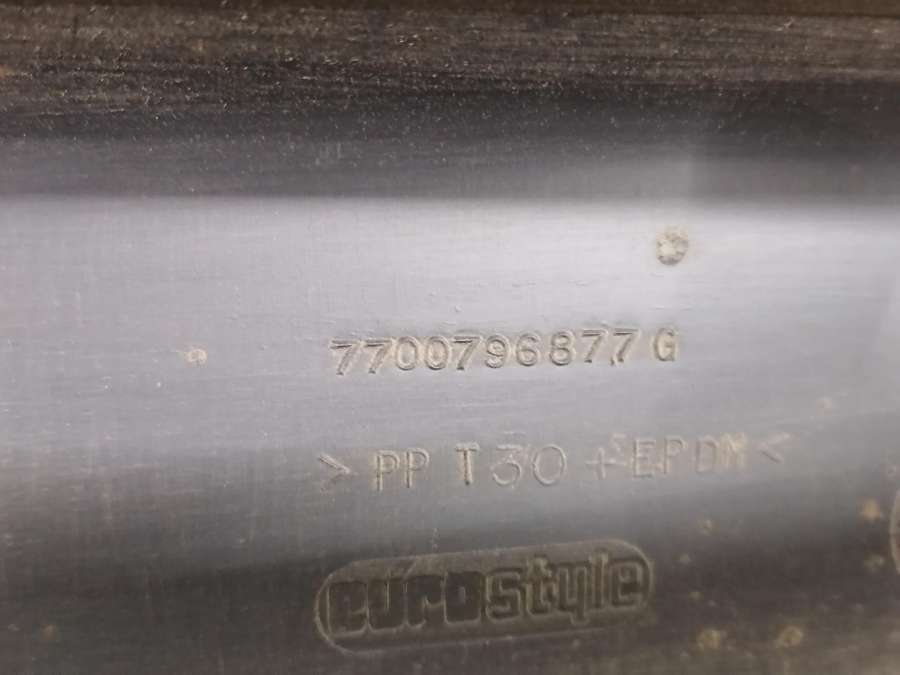 7700796877 G
> PP T30 + EPDM <
eurostyle